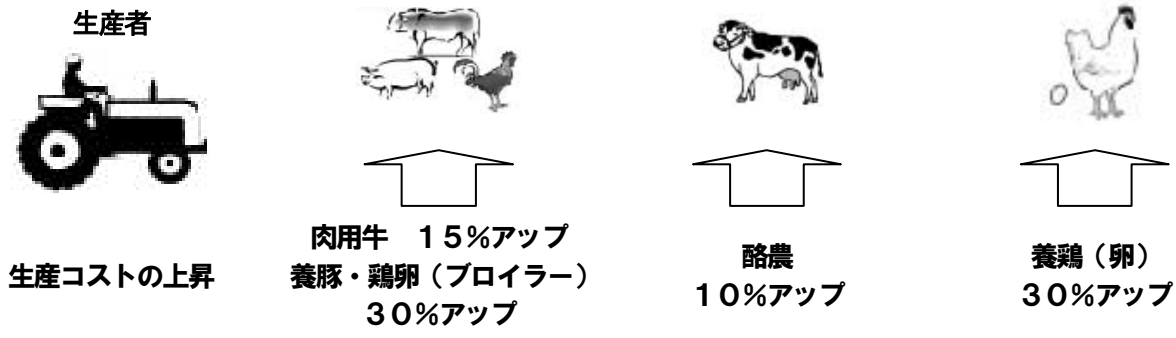 生産者
生産コストの上昇
肉用牛　１５%アップ
養豚・鶏卵（ブロイラー）
３０%アップ
酪農
１０%アップ
養鶏（卵）
３０%アップ